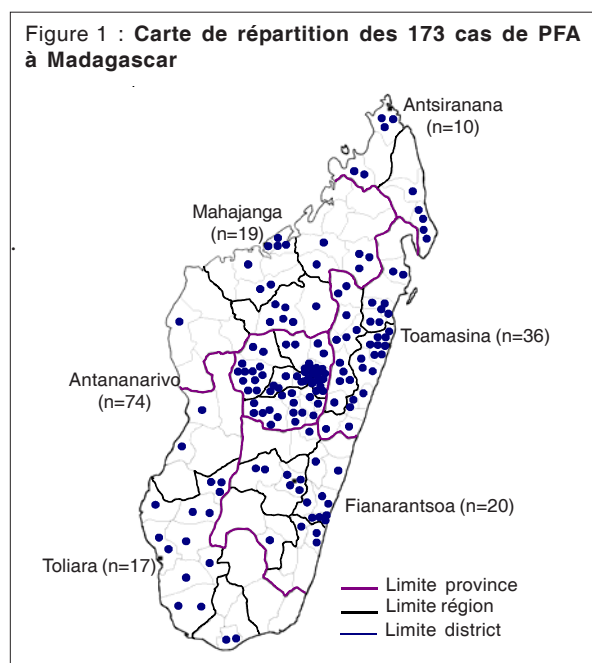 Figure 1 : Carte de répartition des 173 cas de PFA
à Madagascar
Antsiranana
(n=10)
Mahajanga
(n=19)
Toamasina (n=36)
Antananarivo
(n=74)
Fianarantsoa (n=20)
Toliara (n=17)
Limite province
Limite région
Limite district